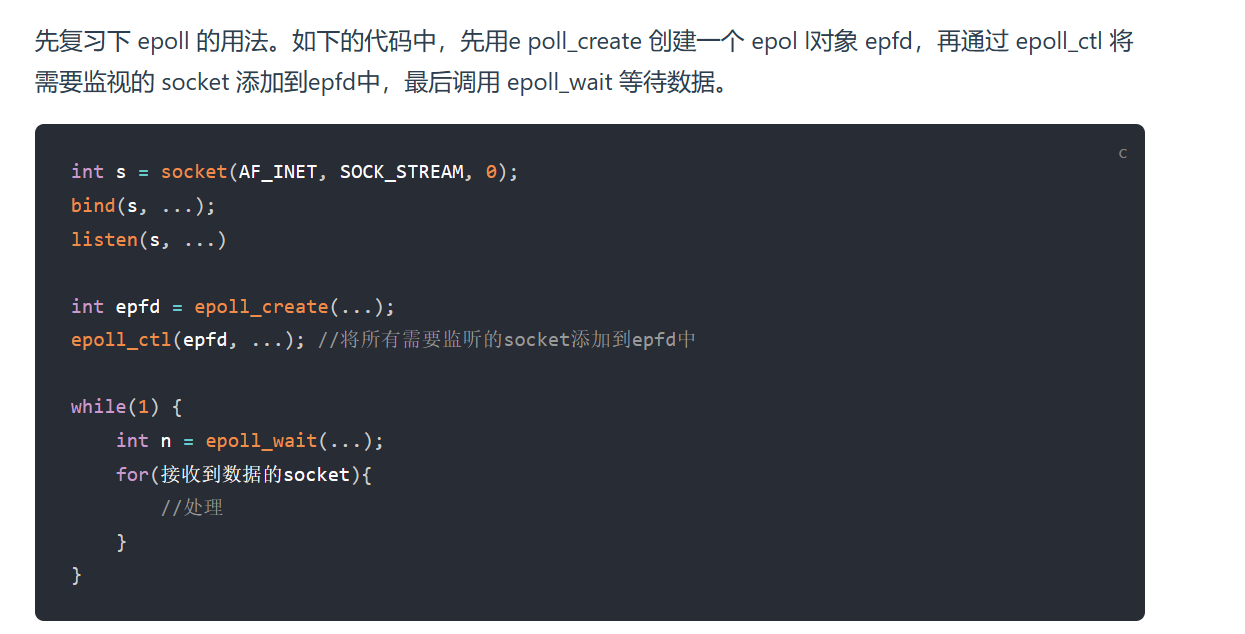 先复习下 epoll 的用法。如下的代码中，先用e poll_create 创建一个 epol l对象 epfd，再通过 epoll_ctl 将
需要监视的 socket 添加到epfd中，最后调用 epoll_wait 等待数据。
c
int s = socket(AF_INET, SOCK_STREAM, 0);
bind(s, ...);
listen(s, ...)

int epfd = epoll_create(...);
epoll_ctl(epfd, ...); //将所有需要监听的socket添加到epfd中

while(1) {
    int n = epoll_wait(...);
    for(接收到数据的socket){
        //处理
    }
}